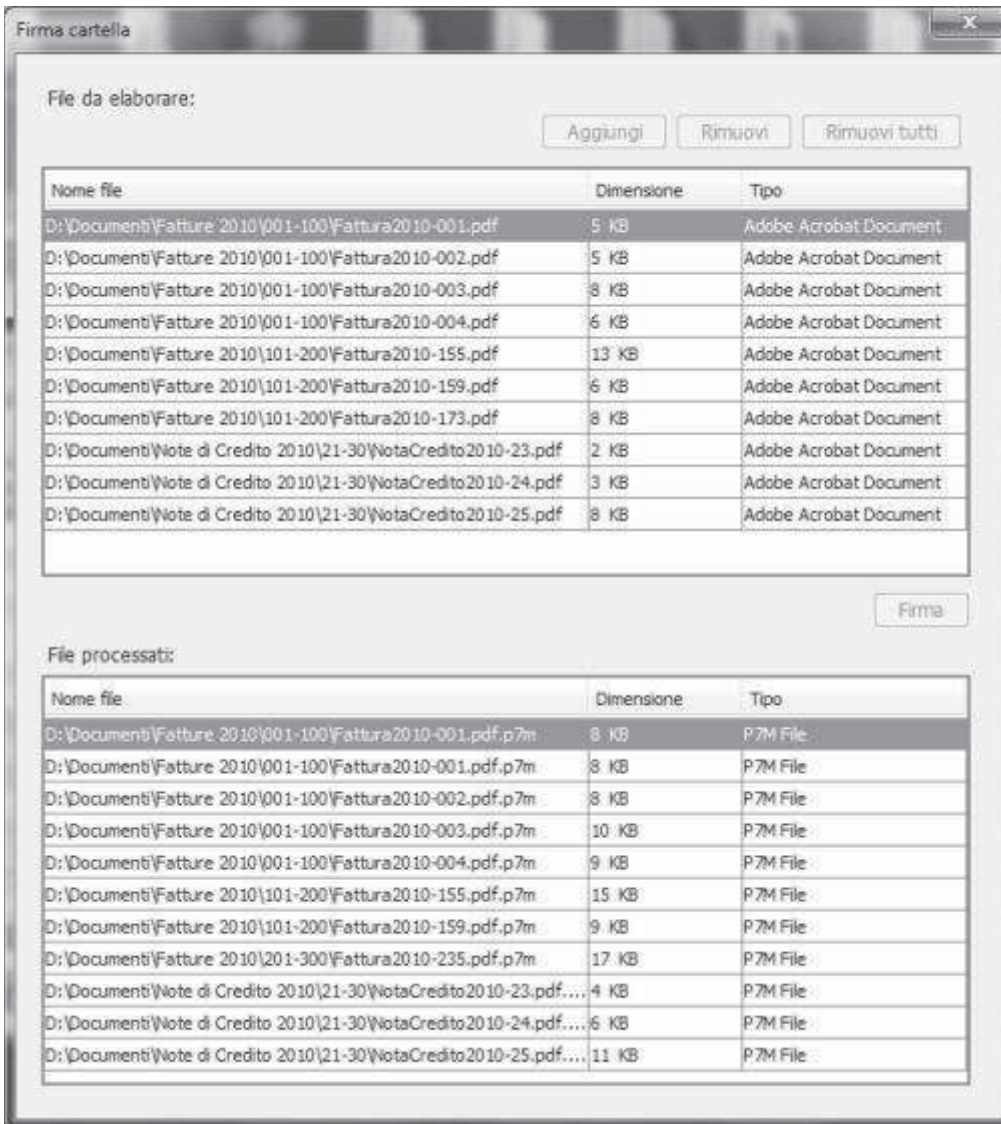 Firma cartella
File da elaborare:
Aggiungi Rimuovi Rimuovi tutti
Nome file Dimensione Tipo
D:\Documenti\Fatture 2010\001-100\Fattura2010-001.pdf 5 KB Adobe Acrobat Document
D:\Documenti\Fatture 2010\001-100\Fattura2010-002.pdf 5 KB Adobe Acrobat Document
D:\Documenti\Fatture 2010\001-100\Fattura2010-003.pdf 8 KB Adobe Acrobat Document
D:\Documenti\Fatture 2010\001-100\Fattura2010-004.pdf 6 KB Adobe Acrobat Document
D:\Documenti\Fatture 2010\101-200\Fattura2010-155.pdf 13 KB Adobe Acrobat Document
D:\Documenti\Fatture 2010\101-200\Fattura2010-159.pdf 6 KB Adobe Acrobat Document
D:\Documenti\Fatture 2010\101-200\Fattura2010-173.pdf 8 KB Adobe Acrobat Document
D:\Documenti\Note di Credito 2010\21-30\NotaCredito2010-23.pdf 2 KB Adobe Acrobat Document
D:\Documenti\Note di Credito 2010\21-30\NotaCredito2010-24.pdf 3 KB Adobe Acrobat Document
D:\Documenti\Note di Credito 2010\21-30\NotaCredito2010-25.pdf 8 KB Adobe Acrobat Document
Firma
File processati:
Nome file Dimensione Tipo
D:\Documenti\Fatture 2010\001-100\Fattura2010-001.pdf.p7m 8 KB P7M File
D:\Documenti\Fatture 2010\001-100\Fattura2010-001.pdf.p7m 8 KB P7M File
D:\Documenti\Fatture 2010\001-100\Fattura2010-002.pdf.p7m 8 KB P7M File
D:\Documenti\Fatture 2010\001-100\Fattura2010-003.pdf.p7m 10 KB P7M File
D:\Documenti\Fatture 2010\001-100\Fattura2010-004.pdf.p7m 9 KB P7M File
D:\Documenti\Fatture 2010\101-200\Fattura2010-155.pdf.p7m 15 KB P7M File
D:\Documenti\Fatture 2010\101-200\Fattura2010-159.pdf.p7m 9 KB P7M File
D:\Documenti\Fatture 2010\201-300\Fattura2010-235.pdf.p7m 17 KB P7M File
D:\Documenti\Note di Credito 2010\21-30\NotaCredito2010-23.pdf.... 4 KB P7M File
D:\Documenti\Note di Credito 2010\21-30\NotaCredito2010-24.pdf.... 6 KB P7M File
D:\Documenti\Note di Credito 2010\21-30\NotaCredito2010-25.pdf.... 11 KB P7M File